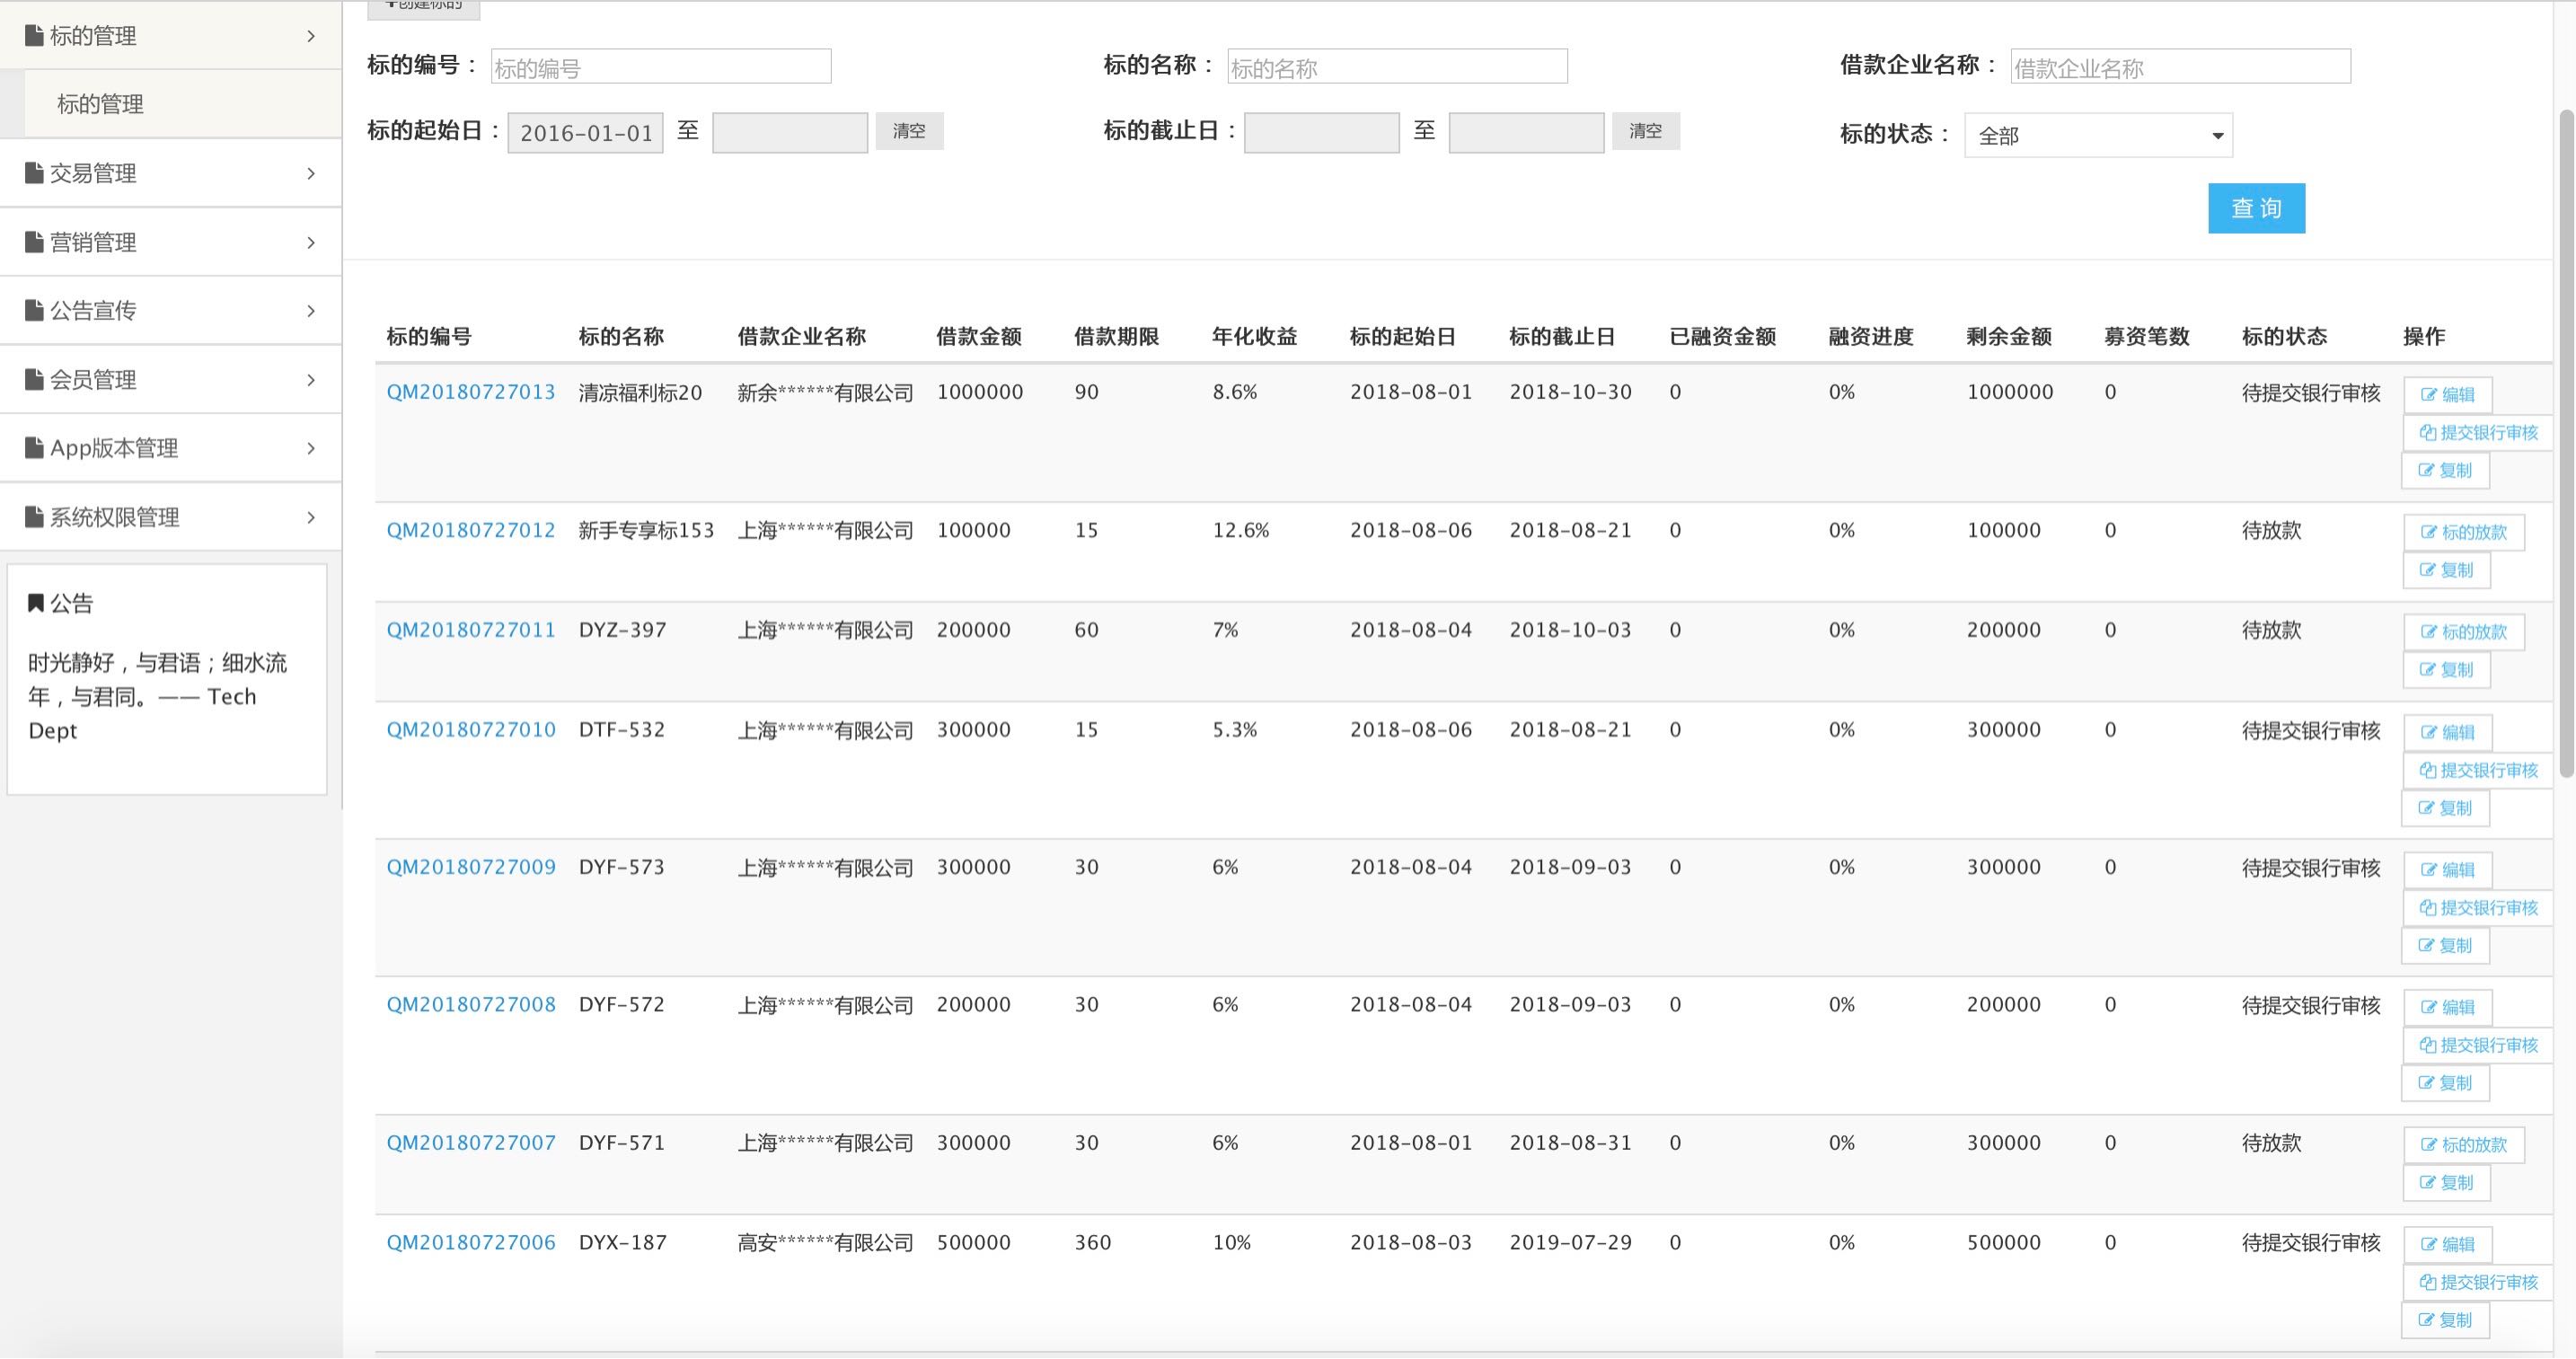 +创建标的
标的管理
标的管理
交易管理
营销管理
公告宣传
会员管理
App版本管理
系统权限管理
公告
时光静好，与君语；细水流
年，与君同。—— Tech
Dept
标的编号： 标的编号 标的名称： 标的名称 借款企业名称： 借款企业名称
标的起始日： 2016-01-01 至 清空 标的截止日： 至 清空 标的状态： 全部
查 询
标的编号 标的名称 借款企业名称 借款金额 借款期限 年化收益 标的起始日 标的截止日 已融资金额 融资进度 剩余金额 募资笔数 标的状态 操作
QM20180727013 清凉福利标20 新余******有限公司 1000000 90 8.6% 2018-08-01 2018-10-30 0 0% 1000000 0 待提交银行审核 编辑
提交银行审核
复制
QM20180727012 新手专享标153 上海******有限公司 100000 15 12.6% 2018-08-06 2018-08-21 0 0% 100000 0 待放款 标的放款
复制
QM20180727011 DYZ-397 上海******有限公司 200000 60 7% 2018-08-04 2018-10-03 0 0% 200000 0 待放款 标的放款
复制
QM20180727010 DTF-532 上海******有限公司 300000 15 5.3% 2018-08-06 2018-08-21 0 0% 300000 0 待提交银行审核 编辑
提交银行审核
复制
QM20180727009 DYF-573 上海******有限公司 300000 30 6% 2018-08-04 2018-09-03 0 0% 300000 0 待提交银行审核 编辑
提交银行审核
复制
QM20180727008 DYF-572 上海******有限公司 200000 30 6% 2018-08-04 2018-09-03 0 0% 200000 0 待提交银行审核 编辑
提交银行审核
复制
QM20180727007 DYF-571 上海******有限公司 300000 30 6% 2018-08-01 2018-08-31 0 0% 300000 0 待放款 标的放款
复制
QM20180727006 DYX-187 高安******有限公司 500000 360 10% 2018-08-03 2019-07-29 0 0% 500000 0 待提交银行审核 编辑
提交银行审核
复制